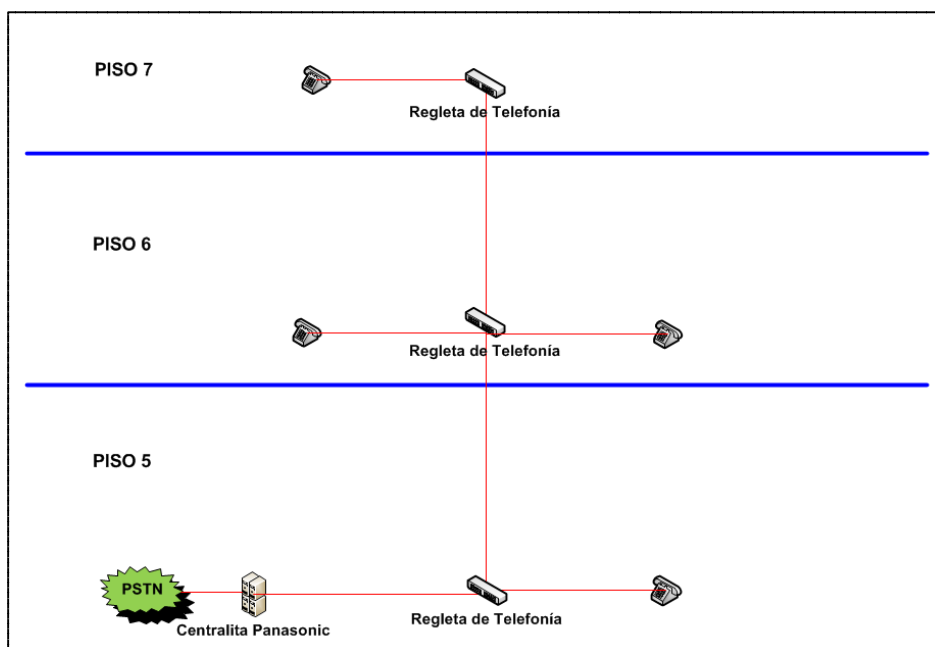 PISO 7
Regleta de Telefonía
PISO 6
Regleta de Telefonía
PISO 5
PSTN
Centralita Panasonic
Regleta de Telefonía